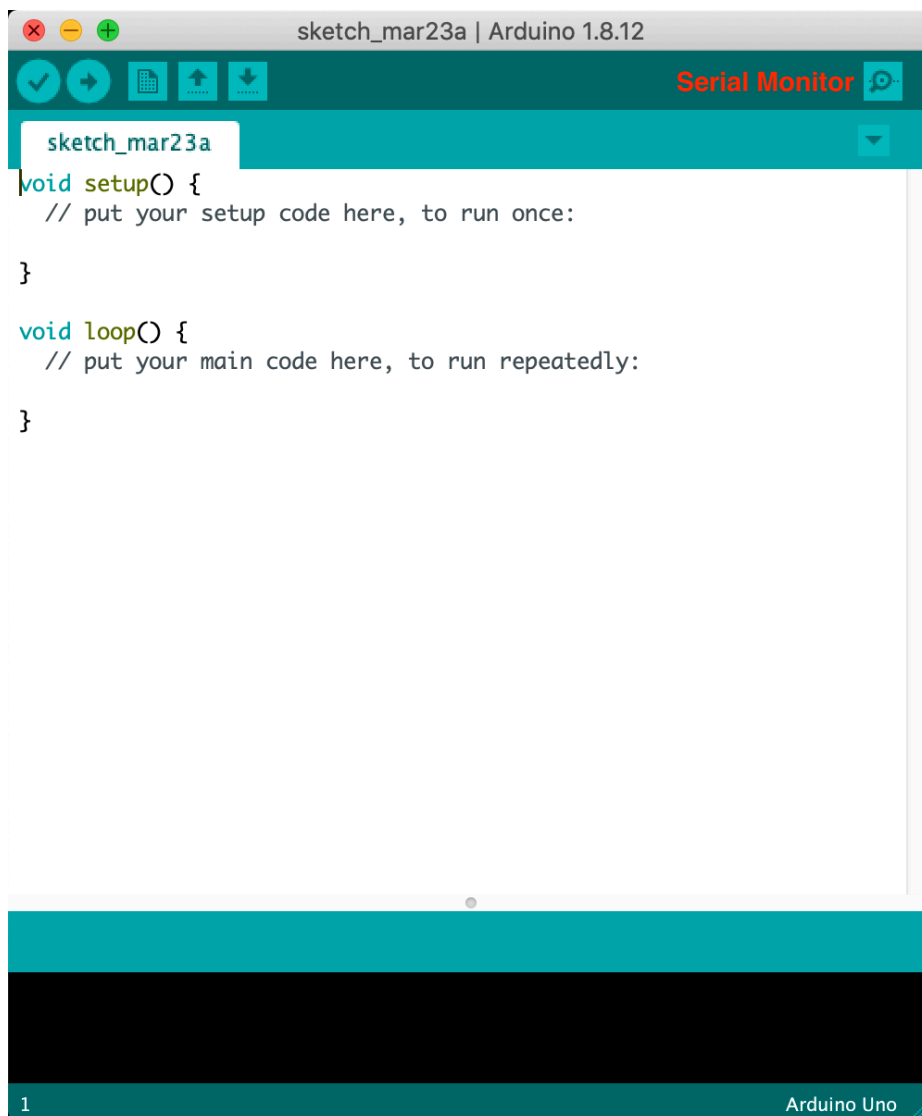 sketch_mar23a | Arduino 1.8.12
Serial Monitor
sketch_mar23a
void setup() {
  // put your setup code here, to run once:
}
void loop() {
  // put your main code here, to run repeatedly:
}
1 Arduino Uno